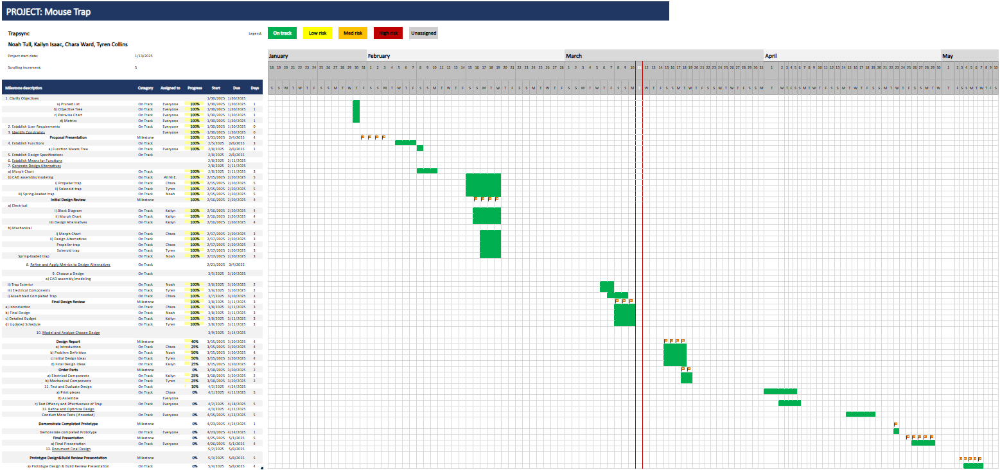 PROJECT: Mouse Trap
Trapsync
Legend: On track Low risk Med risk High risk Unassigned
Noah Tull, Kailyn Isaac, Chara Ward, Tyren Collins
Project start date: 1/13/2025
January February March April May
Scrolling increment: 5
18 19 20 21 22 23 24 25 26 27 28 29 30 31 1 2 3 4 5 6 7 8 9 10 11 12 13 14 15 16 17 18 19 20 21 22 23 24 25 26 27 28 1 2 3 4 5 6 7 8 9 10 11 12 13 14 15 16 17 18 19 20 21 22 23 24 25 26 27 28 29 30 31 1 2 3 4 5 6 7 8 9 10 11 12 13 14 15 16 17 18 19 20 21 22 23 24 25 26 27 28 29 30 1 2 3 4 5 6 7 8 9 10
Milestone description Category Assigned to Progress Start Due Days
S S M T W T F S S M T W T F S S M T W T F S S M T W T F S S M T W T F S S M T W T F S S M T W T F S S M T W T F S S M T W T F S S M T W T F S S M T W T F S S M T W T F S S M T W T F S S M T W T F S S M T W T F S S M T W T F S
1. Clarify Objectives 1/30/2025 1/30/2025
a) Pruned List On Track Everyone 100% 1/30/2025 1/30/2025 1
b) Objective Tree On Track Everyone 100% 1/30/2025 1/30/2025 1
c) Pairwise Chart On Track Everyone 100% 1/30/2025 1/30/2025 1
d) Metrics On Track Everyone 100% 1/30/2025 1/30/2025 1
2. Establish User Requirements On Track Everyone 100% 1/30/2025 1/30/2025 0
3. Identify Constraints Everyone 100% 1/30/2025 1/30/2025 0
Proposal Presentation Milestone 100% 1/31/2025 2/4/2025 4
4. Establish Functions On Track 100% 2/5/2025 2/8/2025 3
a) Function Means Tree On Track Everyone 100% 2/8/2025 2/8/2025 1
5. Establish Design Specifications On Track 2/8/2025 2/8/2025
6. Establish Means for Functions 2/8/2025 2/11/2025
7. Generate Design Alternatives 2/8/2025 2/11/2025
a) Morph Chart On Track 100% 2/8/2025 2/11/2025 3
b) CAD assembly/modeling On Track All M.E. 100% 2/15/2025 2/20/2025 5
i) Propeller trap On Track Chara 100% 2/15/2025 2/20/2025 5
ii) Solenoid trap On Track Tyren 100% 2/15/2025 2/20/2025 5
iii) Spring-loaded trap On Track Noah 100% 2/15/2025 2/20/2025 5
Initial Design Review Milestone 100% 2/16/2025 2/20/2025 4
a) Electrical
i) Block Diagram On Track Kailyn 100% 2/16/2025 2/20/2025 4
ii) Morph Chart On Track Kailyn 100% 2/16/2025 2/20/2025 4
iii) Design Alternatives On Track Kailyn 100% 2/16/2025 2/20/2025 4
b) Mechanical
i) Morph Chart On Track Chara 100% 2/17/2025 2/20/2025 3
ii) Design Alternatives On Track 100% 2/17/2025 2/20/2025 3
Propeller trap On Track Chara 100% 2/17/2025 2/20/2025 3
Solenoid trap On Track Tyren 100% 2/17/2025 2/20/2025 3
Spring-loaded trap On Track Noah 100% 2/17/2025 2/20/2025 3
8. Refine and Apply Metrics to Design Alternatives On Track 2/21/2025 3/4/2025
9. Choose a Design On Track 3/5/2025 3/10/2025
a) CAD assembly/modeling
ii) Trap Exterior On Track Noah 100% 3/6/2025 3/10/2025 2
iii) Electrical Components On Track Tyren 100% 3/6/2025 3/10/2025 2
i) Assembled Completed Trap On Track Chara 100% 3/7/2025 3/10/2025 3
Final Design Review Milestone 100% 3/8/2025 3/11/2025 3
a) Introduction On Track Chara 100% 3/8/2025 3/11/2025 3
b) Final Design On Track Noah 100% 3/8/2025 3/11/2025 3
c) Detailed Budget On Track Kailyn 100% 3/8/2025 3/11/2025 3
d) Updated Schedule On Track Tyren 100% 3/8/2025 3/11/2025 3
10. Model and Analyze Chosen Design 3/9/2025 3/14/2025
Design Report Milestone 40% 3/15/2025 3/20/2025 4
a) Introduction On Track Chara 25% 3/15/2025 3/20/2025 4
b) Problem Definition On Track Noah 50% 3/15/2025 3/20/2025 4
c) Initial Design Ideas On Track Tyren 50% 3/15/2025 3/20/2025 4
d) Final Design Ideas On Track Kailyn 25% 3/15/2025 3/20/2025 4
Order Parts Milestone 0% 3/18/2025 3/20/2025 2
a) Electrical Components On Track Kailyn 25% 3/18/2025 3/20/2025 2
b) Mechanical Components On Track Tyren 25% 3/18/2025 3/20/2025 2
11. Test and Evaluate Design On Track 10% 4/2/2025 4/24/2025
a) Print pieces On Track Chara 0% 4/1/2025 4/11/2025 5
B) Assemble Everyone
c) Test Effiency and Effectiveness of Trap On Track Everyone 0% 4/2/2025 4/18/2025 5
12. Refine and Optimize Design 4/3/2025 4/22/2025
Conduct More Tests (if needed) On Track Everyone 0% 4/15/2025 4/23/2025 5
Demonstrate Completed Prototype Milestone 0% 4/23/2025 4/24/2025 1
Demonsrate completed Prototype On Track Everyone 0% 4/23/2025 4/24/2025 1
Final Presentation Milestone 0% 4/25/2025 5/1/2025 5
a) Final Presentation On Track Everyone 0% 4/26/2025 5/1/2025 4
13. Document Final Design 5/2/2025 5/8/2025
Prototype Design&Build Review Presesntation Milestone 0% 5/3/2025 5/8/2025 5
a) Prototype Design & Build Review Presentation On Track 0% 5/4/2025 5/8/2025 4